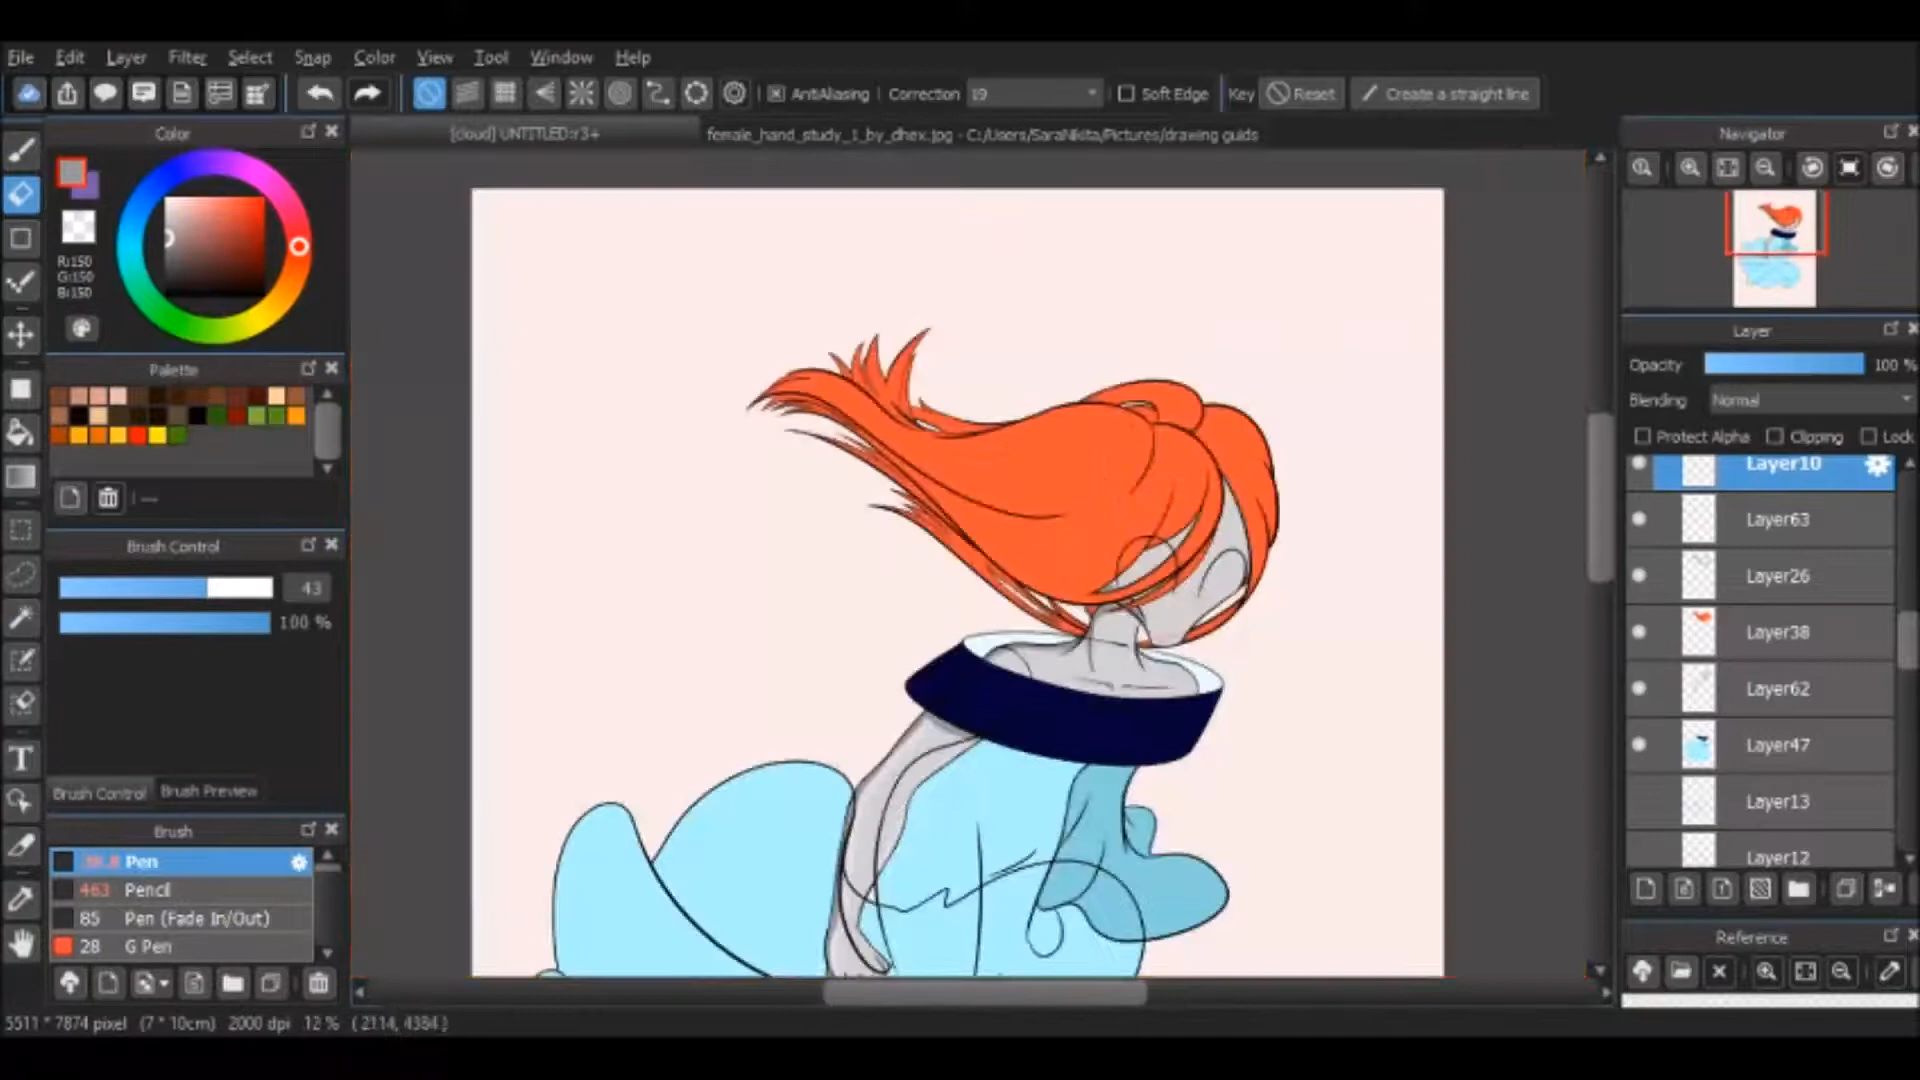 File Edit Layer Filter Select Snap Color View Tool Window Help
AntiAliasing Correction 19 Soft Edge Key Reset Create a straight line
Color
[cloud] UNTITLED:r3+
female_hand_study_1_by_dhex.jpg - C:/Users/SaraNikita/Pictures/drawing guids
Navigator
R:150
G:150
B:150
Palette
Layer
Opacity 100 %
Blending Normal
Protect Alpha Clipping Lock
Layer10
Layer63
Layer26
Layer38
Layer62
Layer47
Layer13
Layer12
Brush Control
43
100 %
Brush Control Brush Preview
Brush
Pen
463 Pencil
85 Pen (Fade In/Out)
28 G Pen
Reference
5511 * 7874 pixel (7 * 10cm) 2000 dpi 12 % ( 2114, 4384 )